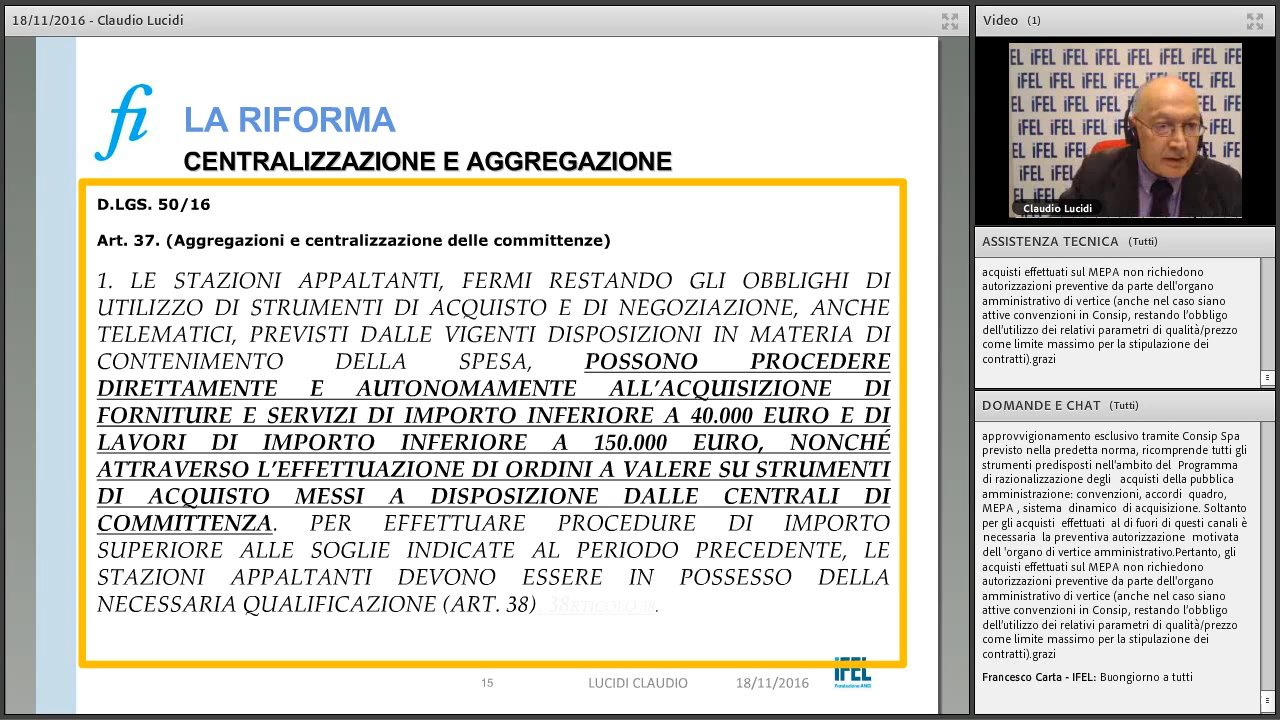 18/11/2016 - Claudio Lucidi
fi
LA RIFORMA
CENTRALIZZAZIONE E AGGREGAZIONE
D.LGS. 50/16
Art. 37. (Aggregazioni e centralizzazione delle committenze)
1. LE STAZIONI APPALTANTI, FERMI RESTANDO GLI OBBLIGHI DI
UTILIZZO DI STRUMENTI DI ACQUISTO E DI NEGOZIAZIONE, ANCHE
TELEMATICI, PREVISTI DALLE VIGENTI DISPOSIZIONI IN MATERIA DI
CONTENIMENTO DELLA SPESA, POSSONO PROCEDERE
DIRETTAMENTE E AUTONOMAMENTE ALL'ACQUISIZIONE DI
FORNITURE E SERVIZI DI IMPORTO INFERIORE A 40.000 EURO E DI
LAVORI DI IMPORTO INFERIORE A 150.000 EURO, NONCHÉ
ATTRAVERSO L'EFFETTUAZIONE DI ORDINI A VALERE SU STRUMENTI
DI ACQUISTO MESSI A DISPOSIZIONE DALLE CENTRALI DI
COMMITTENZA. PER EFFETTUARE PROCEDURE DI IMPORTO
SUPERIORE ALLE SOGLIE INDICATE AL PERIODO PRECEDENTE, LE
STAZIONI APPALTANTI DEVONO ESSERE IN POSSESSO DELLA
NECESSARIA QUALIFICAZIONE (ART. 38) .
15
LUCIDI CLAUDIO
18/11/2016
iFEL
Fondazione ANCI
Video (1)
iFEL iFEL iFEL iFEL
Claudio Lucidi
ASSISTENZA TECNICA (Tutti)
acquisti effettuati sul MEPA non richiedono
autorizzazioni preventive da parte dell'organo
amministrativo di vertice (anche nel caso siano
attive convenzioni in Consip, restando l'obbligo
dell'utilizzo dei relativi parametri di qualità/prezzo
come limite massimo per la stipulazione dei
contratti).grazi
DOMANDE E CHAT (Tutti)
approvvigionamento esclusivo tramite Consip Spa
previsto nella predetta norma, ricomprende tutti gli
strumenti predisposti nell'ambito del Programma
di razionalizzazione degli acquisti della pubblica
amministrazione: convenzioni, accordi quadro,
MEPA , sistema dinamico di acquisizione. Soltanto
per gli acquisti effettuati al di fuori di questi canali è
necessaria la preventiva autorizzazione motivata
dell 'organo di vertice amministrativo.Pertanto, gli
acquisti effettuati sul MEPA non richiedono
autorizzazioni preventive da parte dell'organo
amministrativo di vertice (anche nel caso siano
attive convenzioni in Consip, restando l'obbligo
dell'utilizzo dei relativi parametri di qualità/prezzo
come limite massimo per la stipulazione dei
contratti).grazi
Francesco Carta - IFEL: Buongiorno a tutti